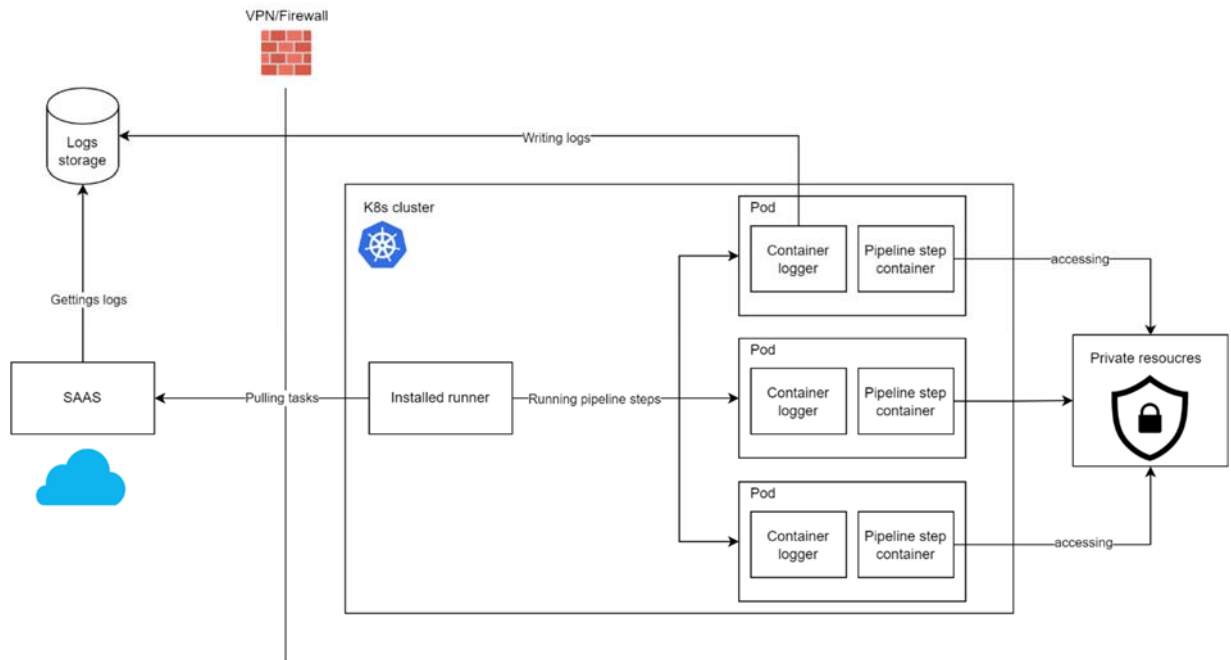 VPN/Firewall
Logs
storage
Writing logs
K8s cluster
Pod
Container
logger
Pipeline step
container
accessing
Gettings logs
Pod
Container
logger
Pipeline step
container
Private resoucres
SAAS
Pulling tasks
Installed runner
Running pipeline steps
Pod
Container
logger
Pipeline step
container
accessing